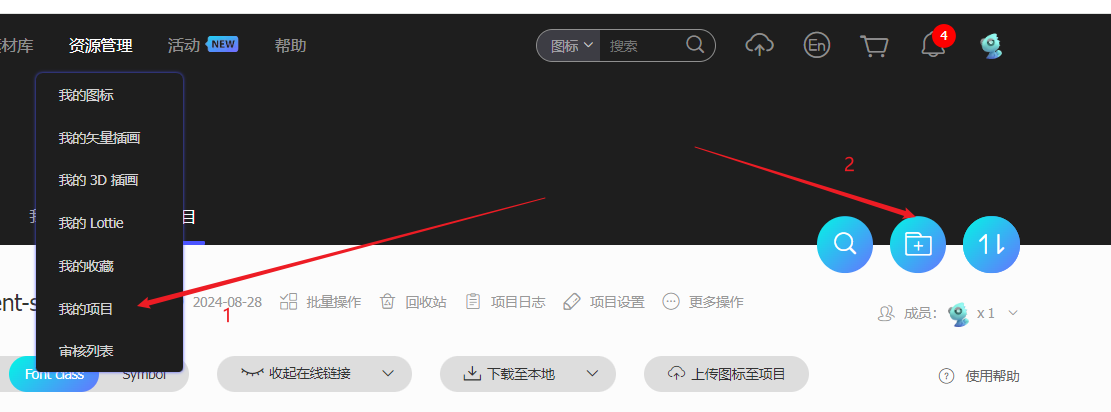 材库 资源管理 活动 NEW 帮助 图标 搜索 En 4
我的图标
我的矢量插画
我的 3D 插画
2
我的 Lottie
目
我的收藏
ent-s
我的项目
2024-08-28 批量操作 回收站 项目日志 项目设置 更多操作
成员: x 1
1
审核列表
Font class Symbol 收起在线链接 下载至本地 上传图标至项目 使用帮助